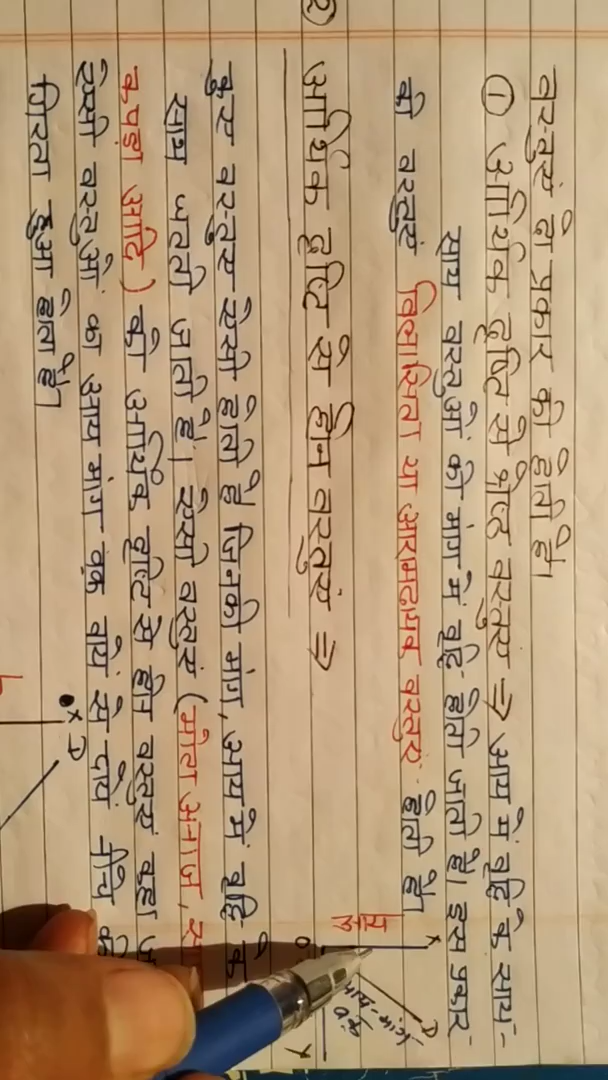 वस्तुएं दो प्रकार की होती है।
① आर्थिक दृष्टि से श्रेष्ठ वस्तुएं ⇒ आय में वृद्धि के साथ-
साथ वस्तुओं की मांग में वृद्धि होती जाती है। इस प्रकार
की वस्तुएं विलासिता या आरामदायक वस्तुएं होती है।
आय
② आर्थिक दृष्टि से हीन वस्तुएं ⇒
कुछ वस्तुएं ऐसी होती है जिनकी मांग, आय में वृद्धि के
साथ घटती जाती है। ऐसी वस्तुएं (मोटा अनाज,
कपड़ा आदि) को आर्थिक दृष्टि से हीन वस्तुएं कहा
ऐसी वस्तुओं का आय मांग वक्र बायें से दायें नीचे की
गिरता हुआ होता है।
X
D
O
Y
X D